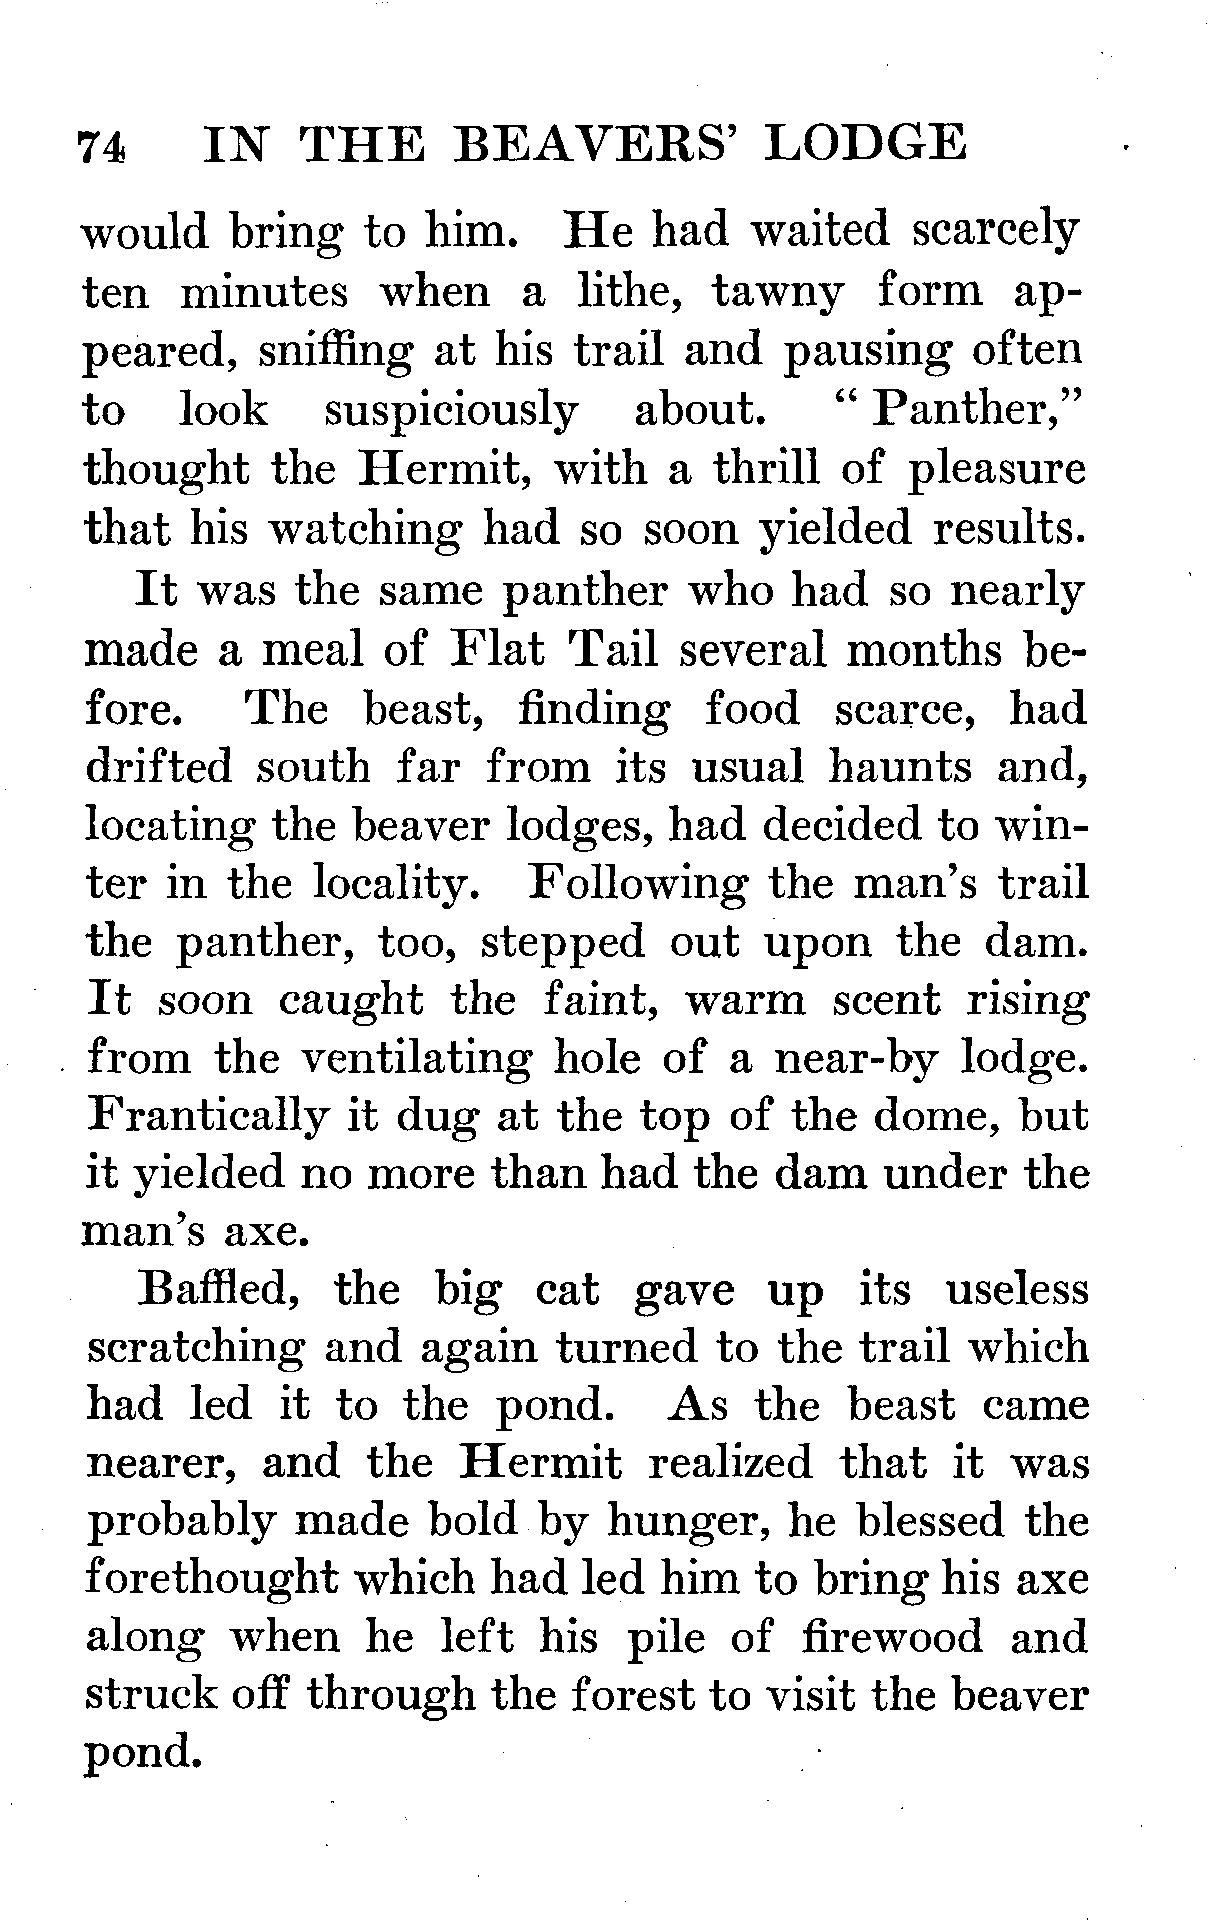 74 IN THE BEAVERS' LODGE
would bring to him. He had waited scarcely
ten minutes when a lithe, tawny form ap-
peared, sniffing at his trail and pausing often
to look suspiciously about. " Panther,"
thought the Hermit, with a thrill of pleasure
that his watching had so soon yielded results.
It was the same panther who had so nearly
made a meal of Flat Tail several months be-
fore. The beast, finding food scarce, had
drifted south far from its usual haunts and,
locating the beaver lodges, had decided to win-
ter in the locality. Following the man's trail
the panther, too, stepped out upon the dam.
It soon caught the faint, warm scent rising
from the ventilating hole of a near-by lodge.
Frantically it dug at the top of the dome, but
it yielded no more than had the dam under the
man's axe.
Baffled, the big cat gave up its useless
scratching and again turned to the trail which
had led it to the pond. As the beast came
nearer, and the Hermit realized that it was
probably made bold by hunger, he blessed the
forethought which had led him to bring his axe
along when he left his pile of firewood and
struck off through the forest to visit the beaver
pond.